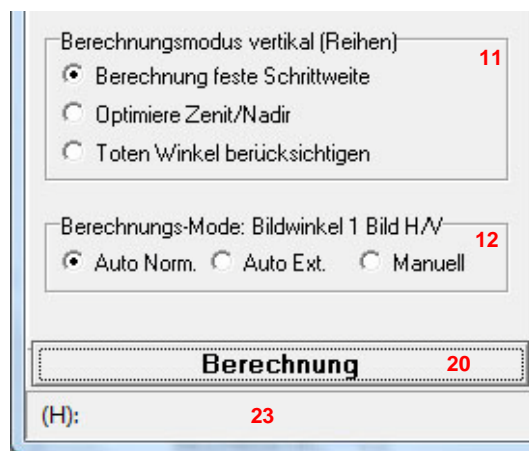 Berechnungsmodus vertikal (Reihen)
11
Berechnung feste Schrittweite
Optimiere Zenit/Nadir
Toten Winkel berücksichtigen
Berechnungs-Mode: Bildwinkel 1 Bild H/V
12
Auto Norm. Auto Ext. Manuell
Berechnung 20
(H): 23